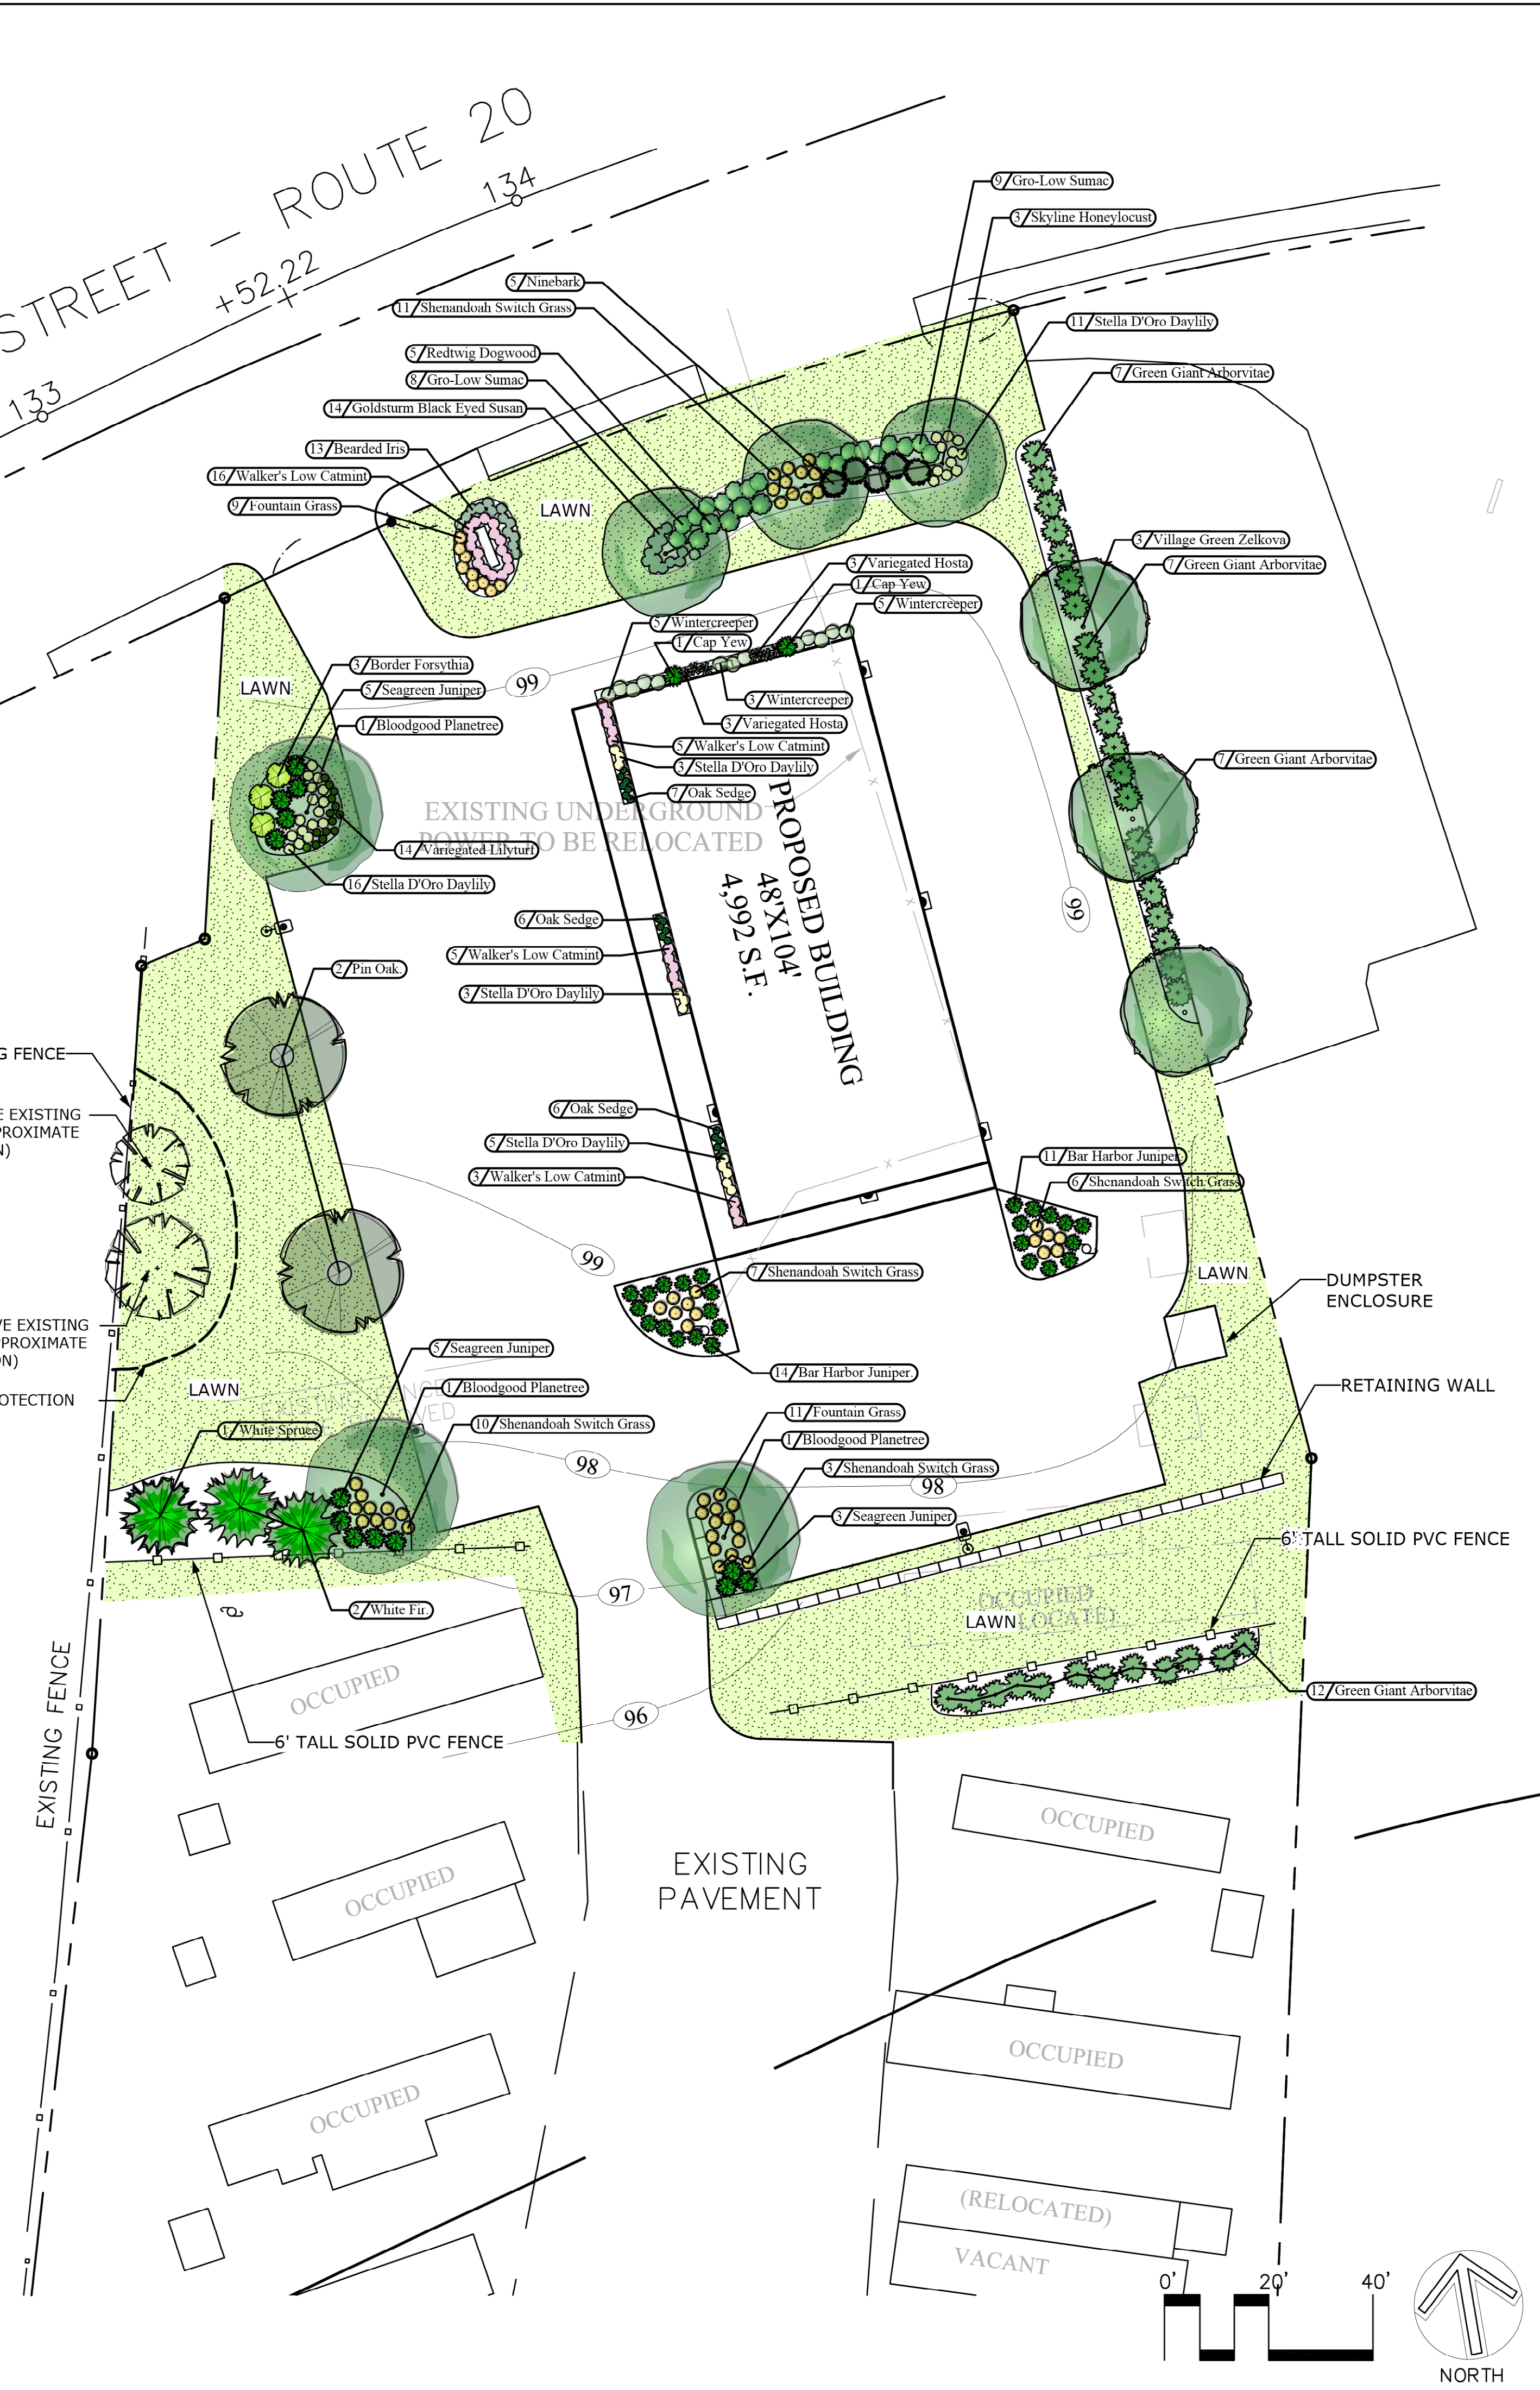 STREET – ROUTE 20
134
+52.22
133
9/Gro-Low Sumac
3/Skyline Honeylocust
5/Ninebark
11/Shenandoah Switch Grass
11/Stella D'Oro Daylily
5/Redtwig Dogwood
7/Green Giant Arborvitae
8/Gro-Low Sumac
14/Goldsturm Black Eyed Susan
13/Bearded Iris
16/Walker's Low Catmint
9/Fountain Grass
LAWN
3/Village Green Zelkova
7/Green Giant Arborvitae
3/Variegated Hosta
1/Cap Yew
5/Wintercreeper
5/Wintercreeper
1/Cap Yew
3/Border Forsythia
LAWN
5/Seagreen Juniper
99
3/Wintercreeper
1/Bloodgood Planetree
3/Variegated Hosta
5/Walker's Low Catmint
3/Stella D'Oro Daylily
7/Green Giant Arborvitae
7/Oak Sedge
EXISTING UNDERGROUND
POWER TO BE RELOCATED
14/Variegated Lilyturf
16/Stella D'Oro Daylily
PROPOSED BUILDING
48'X104'
4,992 S.F.
99
6/Oak Sedge
5/Walker's Low Catmint
2/Pin Oak.
3/Stella D'Oro Daylily
G FENCE
6/Oak Sedge
E EXISTING
PROXIMATE
N)
5/Stella D'Oro Daylily
11/Bar Harbor Juniper.
3/Walker's Low Catmint
6/Shenandoah Switch Grass
99
7/Shenandoah Switch Grass
LAWN
DUMPSTER
ENCLOSURE
VE EXISTING
PPROXIMATE
ON)
5/Seagreen Juniper
14/Bar Harbor Juniper.
1/Bloodgood Planetree
RETAINING WALL
LAWN
OTECTION
11/Fountain Grass
10/Shenandoah Switch Grass
1/White Spruce
1/Bloodgood Planetree
98
3/Shenandoah Switch Grass
98
3/Seagreen Juniper
6' TALL SOLID PVC FENCE
97
2/White Fir.
OCCUPIED
LAWN
OCCUPIED
12/Green Giant Arborvitae
96
6' TALL SOLID PVC FENCE
EXISTING FENCE
OCCUPIED
EXISTING
PAVEMENT
OCCUPIED
OCCUPIED
OCCUPIED
(RELOCATED)
VACANT
0' 20' 40'
NORTH